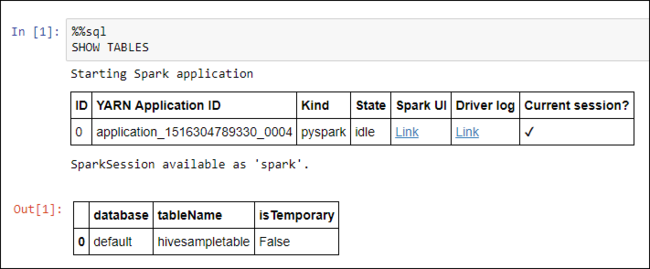 In [1]: %%sql
SHOW TABLES
Starting Spark application
ID YARN Application ID Kind State Spark UI Driver log Current session?
0 application_1516304789330_0004 pyspark idle Link Link ✓
SparkSession available as 'spark'.
Out[1]:
database tableName isTemporary
0 default hivesampletable False